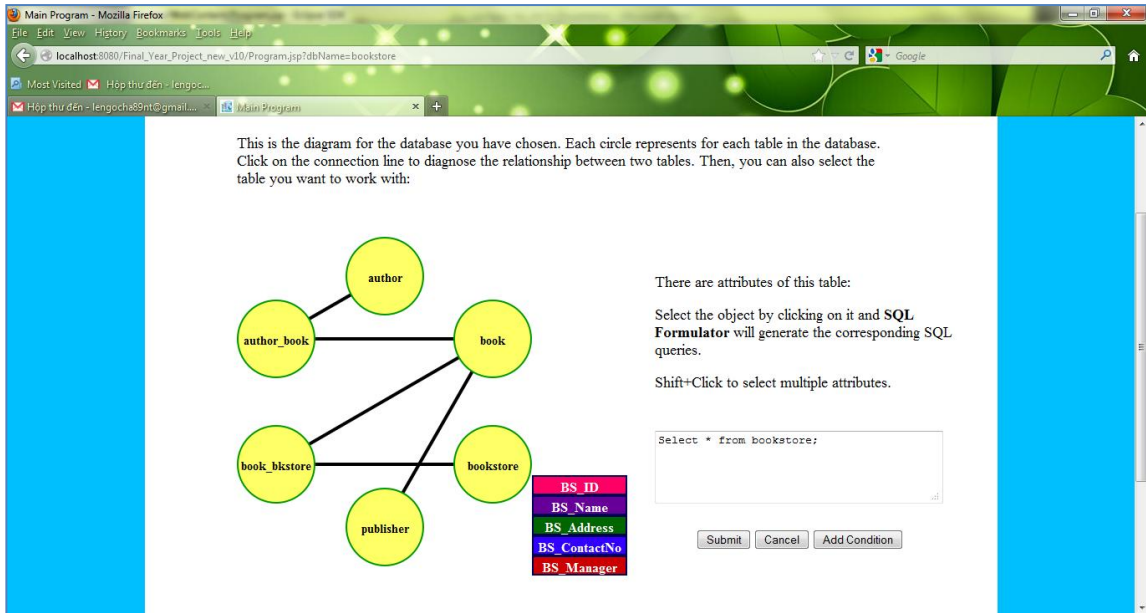 Main Program - Mozilla Firefox
File Edit View History Bookmarks Tools Help
localhost:8080/Final_Year_Project_new_v10/Program.jsp?dbName=bookstore
Google
Most Visited Hộp thư đến - lengoc...
Hộp thư đến - lengocha89nt@gmail.... × Main Program × +
This is the diagram for the database you have chosen. Each circle represents for each table in the database.
Click on the connection line to diagnose the relationship between two tables. Then, you can also select the
table you want to work with:
author
author_book
book
book_bkstore
bookstore
publisher
BS_ID
BS_Name
BS_Address
BS_ContactNo
BS_Manager
There are attributes of this table:
Select the object by clicking on it and SQL
Formulator will generate the corresponding SQL
queries.
Shift+Click to select multiple attributes.
Select * from bookstore;
Submit Cancel Add Condition